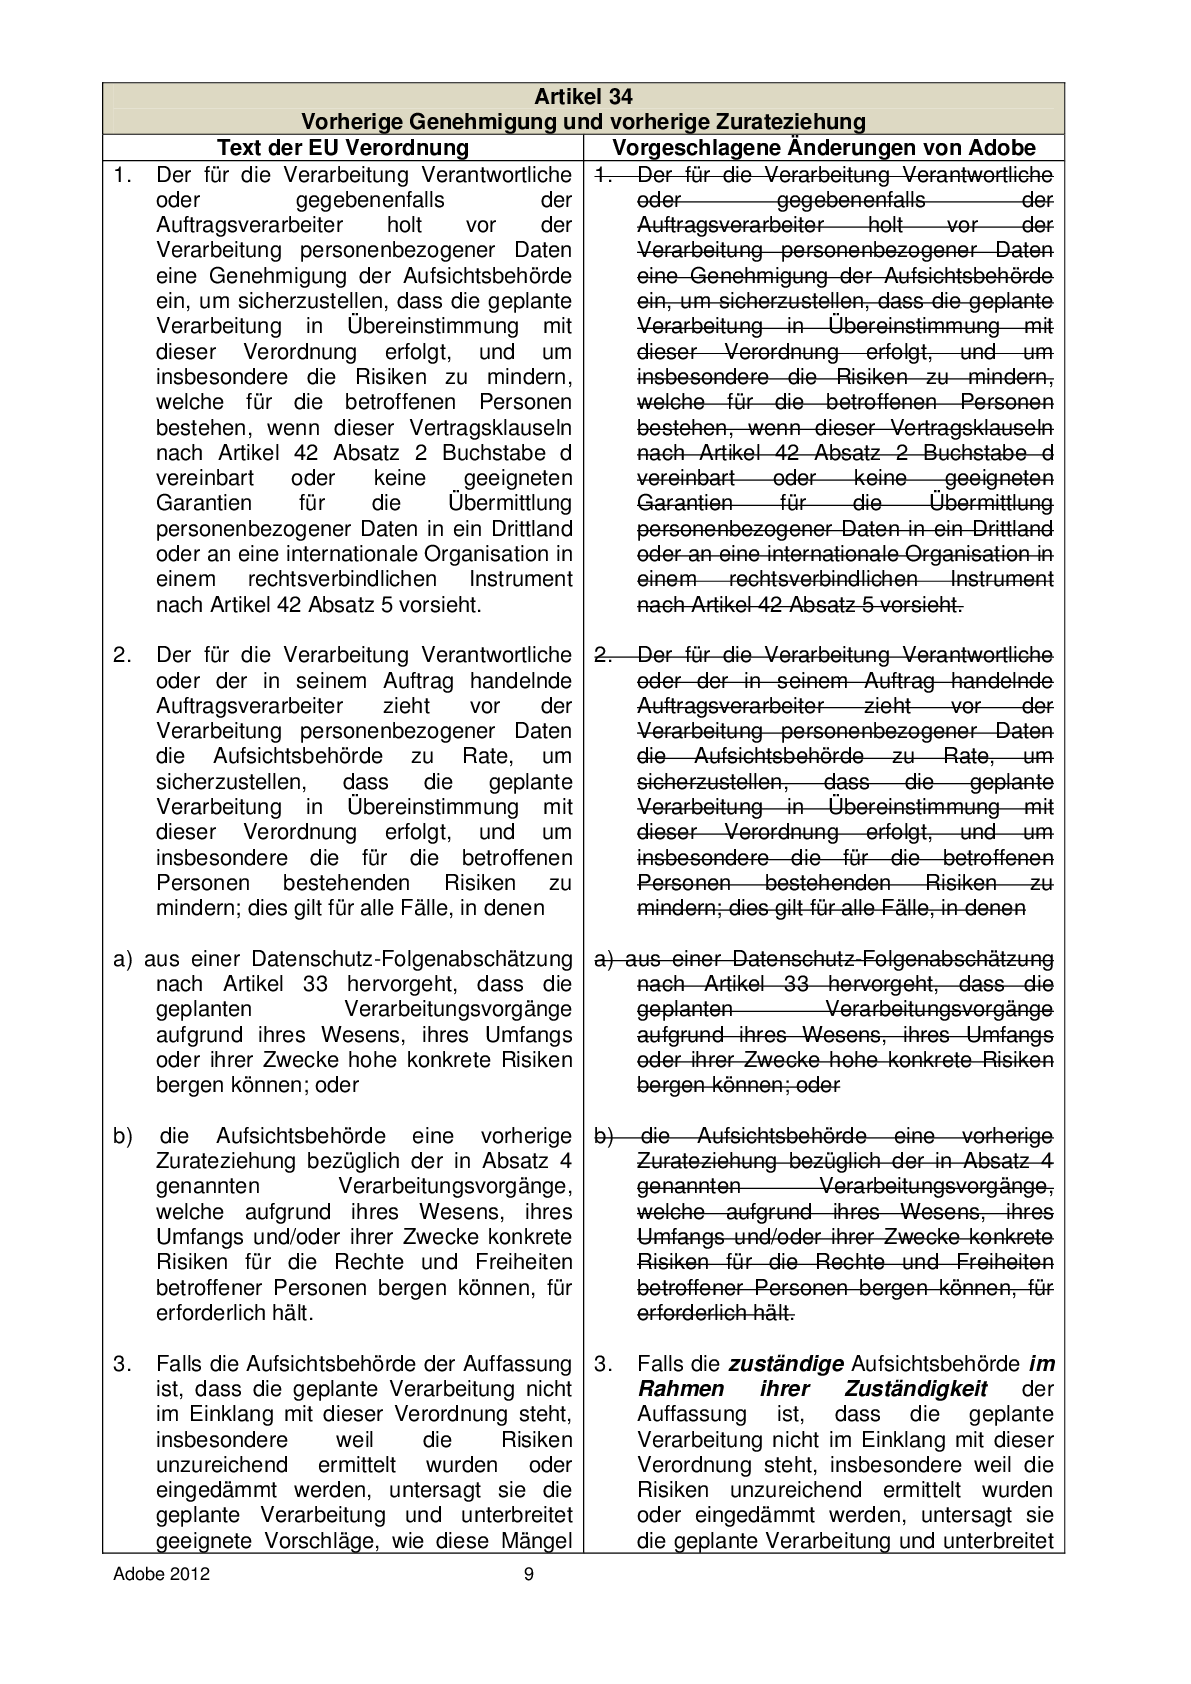 Artikel 34
Vorherige Genehmigung und vorherige Zurateziehung
Text der EU Verordnung
1. Der für die Verarbeitung Verantwortliche
oder gegebenenfalls der
Auftragsverarbeiter holt vor der
Verarbeitung personenbezogener Daten
eine Genehmigung der Aufsichtsbehörde
ein, um sicherzustellen, dass die geplante
Verarbeitung in Übereinstimmung mit
dieser Verordnung erfolgt, und um
insbesondere die Risiken zu mindern,
welche für die betroffenen Personen
bestehen, wenn dieser Vertragsklauseln
nach Artikel 42 Absatz 2 Buchstabe d
vereinbart oder keine geeigneten
Garantien für die Übermittlung
personenbezogener Daten in ein Drittland
oder an eine internationale Organisation in
einem rechtsverbindlichen Instrument
nach Artikel 42 Absatz 5 vorsieht.
2. Der für die Verarbeitung Verantwortliche
oder der in seinem Auftrag handelnde
Auftragsverarbeiter zieht vor der
Verarbeitung personenbezogener Daten
die Aufsichtsbehörde zu Rate, um
sicherzustellen, dass die geplante
Verarbeitung in Übereinstimmung mit
dieser Verordnung erfolgt, und um
insbesondere die für die betroffenen
Personen bestehenden Risiken zu
mindern; dies gilt für alle Fälle, in denen
a) aus einer Datenschutz-Folgenabschätzung
nach Artikel 33 hervorgeht, dass die
geplanten Verarbeitungsvorgänge
aufgrund ihres Wesens, ihres Umfangs
oder ihrer Zwecke hohe konkrete Risiken
bergen können; oder
b) die Aufsichtsbehörde eine vorherige
Zurateziehung bezüglich der in Absatz 4
genannten Verarbeitungsvorgänge,
welche aufgrund ihres Wesens, ihres
Umfangs und/oder ihrer Zwecke konkrete
Risiken für die Rechte und Freiheiten
betroffener Personen bergen können, für
erforderlich hält.
3. Falls die Aufsichtsbehörde der Auffassung
ist, dass die geplante Verarbeitung nicht
im Einklang mit dieser Verordnung steht,
insbesondere weil die Risiken
unzureichend ermittelt wurden oder
eingedämmt werden, untersagt sie die
geplante Verarbeitung und unterbreitet
geeignete Vorschläge, wie diese Mängel
Vorgeschlagene Änderungen von Adobe
1. Der für die Verarbeitung Verantwortliche
oder gegebenenfalls der
Auftragsverarbeiter holt vor der
Verarbeitung personenbezogener Daten
eine Genehmigung der Aufsichtsbehörde
ein, um sicherzustellen, dass die geplante
Verarbeitung in Übereinstimmung mit
dieser Verordnung erfolgt, und um
insbesondere die Risiken zu mindern,
welche für die betroffenen Personen
bestehen, wenn dieser Vertragsklauseln
nach Artikel 42 Absatz 2 Buchstabe d
vereinbart oder keine geeigneten
Garantien für die Übermittlung
personenbezogener Daten in ein Drittland
oder an eine internationale Organisation in
einem rechtsverbindlichen Instrument
nach Artikel 42 Absatz 5 vorsieht.
2. Der für die Verarbeitung Verantwortliche
oder der in seinem Auftrag handelnde
Auftragsverarbeiter zieht vor der
Verarbeitung personenbezogener Daten
die Aufsichtsbehörde zu Rate, um
sicherzustellen, dass die geplante
Verarbeitung in Übereinstimmung mit
dieser Verordnung erfolgt, und um
insbesondere die für die betroffenen
Personen bestehenden Risiken zu
mindern; dies gilt für alle Fälle, in denen
a) aus einer Datenschutz-Folgenabschätzung
nach Artikel 33 hervorgeht, dass die
geplanten Verarbeitungsvorgänge
aufgrund ihres Wesens, ihres Umfangs
oder ihrer Zwecke hohe konkrete Risiken
bergen können; oder
b) die Aufsichtsbehörde eine vorherige
Zurateziehung bezüglich der in Absatz 4
genannten Verarbeitungsvorgänge,
welche aufgrund ihres Wesens, ihres
Umfangs und/oder ihrer Zwecke konkrete
Risiken für die Rechte und Freiheiten
betroffener Personen bergen können, für
erforderlich hält.
3. Falls die zuständige Aufsichtsbehörde im
Rahmen ihrer Zuständigkeit der
Auffassung ist, dass die geplante
Verarbeitung nicht im Einklang mit dieser
Verordnung steht, insbesondere weil die
Risiken unzureichend ermittelt wurden
oder eingedämmt werden, untersagt sie
die geplante Verarbeitung und unterbreitet
Adobe 2012 9